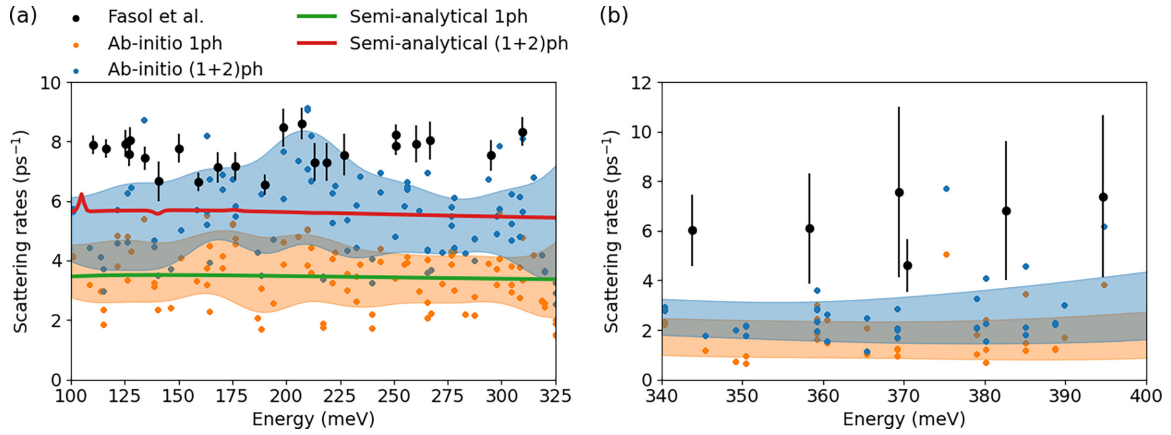 (a)
Fasol et al.
Ab-initio 1ph
Ab-initio (1+2)ph
Semi-analytical 1ph
Semi-analytical (1+2)ph
Scattering rates (ps⁻¹)
10
8
6
4
2
0
100 125 150 175 200 225 250 275 300 325
Energy (meV)
(b)
Scattering rates (ps⁻¹)
12
10
8
6
4
2
0
340 350 360 370 380 390 400
Energy (meV)